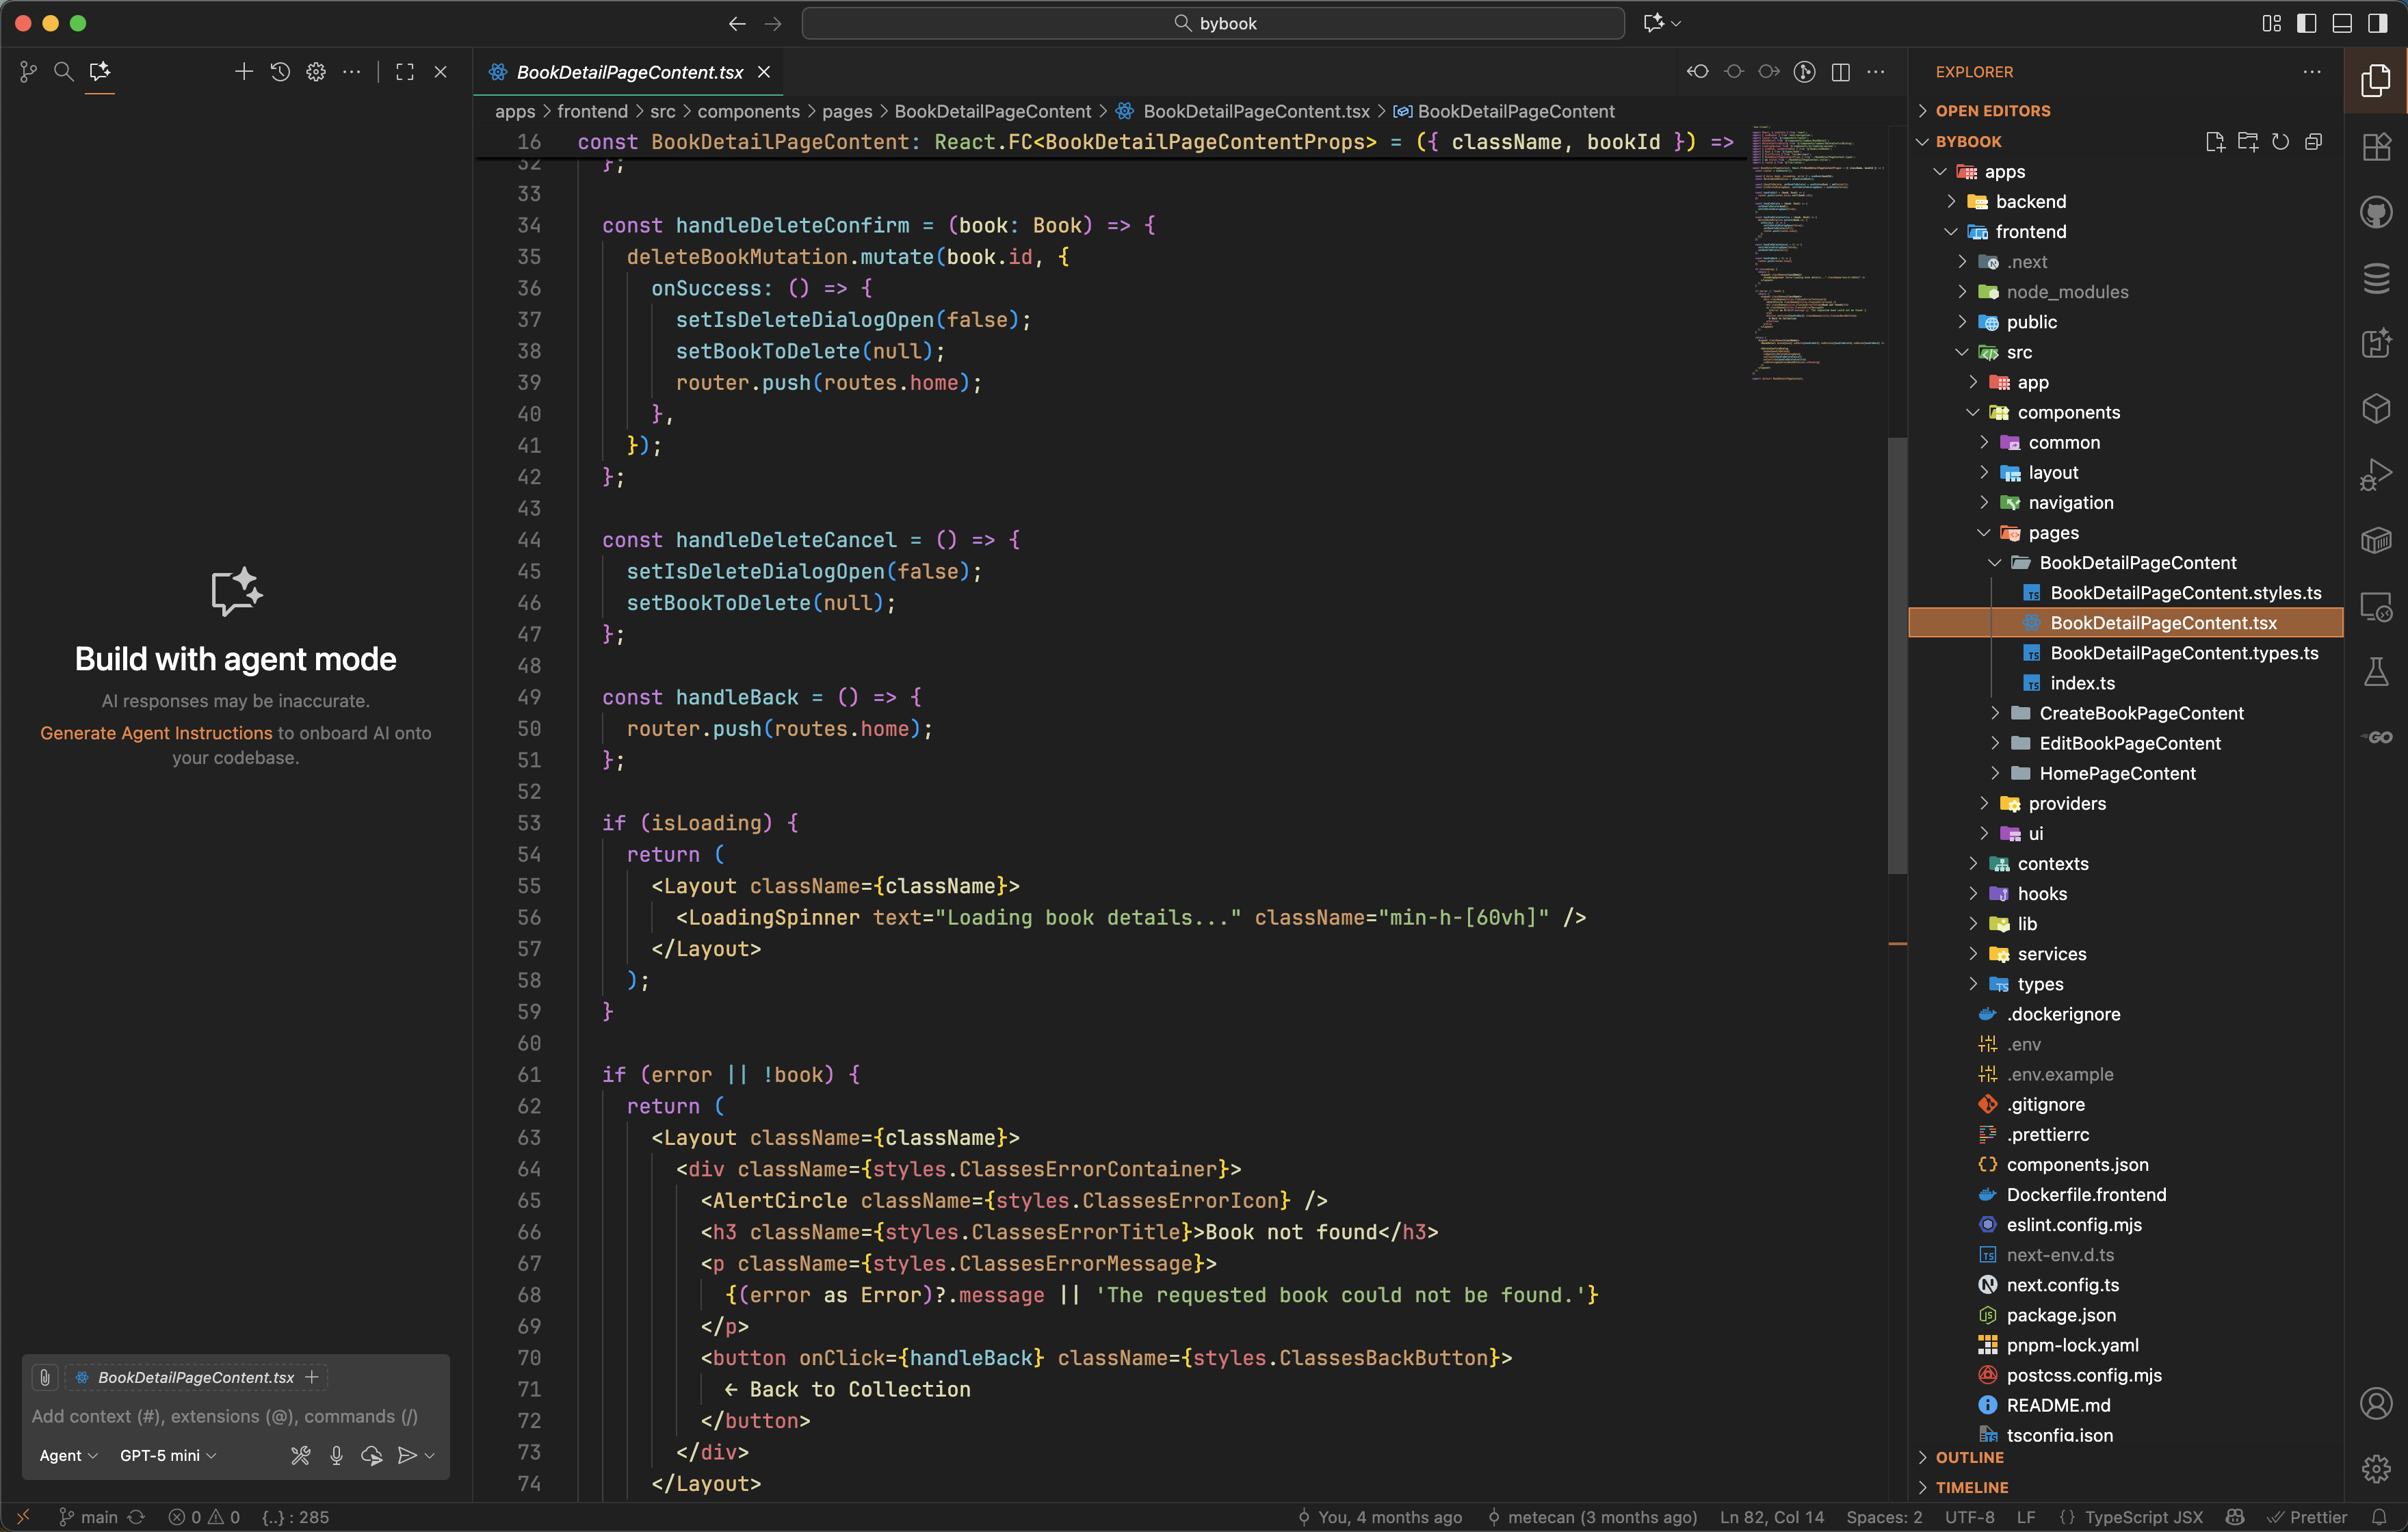 bybook
BookDetailPageContent.tsx
apps > frontend > src > components > pages > BookDetailPageContent > BookDetailPageContent.tsx > BookDetailPageContent
16 const BookDetailPageContent: React.FC<BookDetailPageContentProps> = ({ className, bookId }) =>
32 };
33
34 const handleDeleteConfirm = (book: Book) => {
35 deleteBookMutation.mutate(book.id, {
36 onSuccess: () => {
37 setIsDeleteDialogOpen(false);
38 setBookToDelete(null);
39 router.push(routes.home);
40 },
41 });
42 };
43
44 const handleDeleteCancel = () => {
45 setIsDeleteDialogOpen(false);
46 setBookToDelete(null);
47 };
48
49 const handleBack = () => {
50 router.push(routes.home);
51 };
52
53 if (isLoading) {
54 return (
55 <Layout className={className}>
56 <LoadingSpinner text="Loading book details..." className="min-h-[60vh]" />
57 </Layout>
58 );
59 }
60
61 if (error || !book) {
62 return (
63 <Layout className={className}>
64 <div className={styles.ClassesErrorContainer}>
65 <AlertCircle className={styles.ClassesErrorIcon} />
66 <h3 className={styles.ClassesErrorTitle}>Book not found</h3>
67 <p className={styles.ClassesErrorMessage}>
68 {(error as Error)?.message || 'The requested book could not be found.'}
69 </p>
70 <button onClick={handleBack} className={styles.ClassesBackButton}>
71 ← Back to Collection
72 </button>
73 </div>
74 </Layout>
Build with agent mode
AI responses may be inaccurate.
Generate Agent Instructions to onboard AI onto
your codebase.
BookDetailPageContent.tsx
Add context (#), extensions (@), commands (/)
Agent GPT-5 mini
EXPLORER
OPEN EDITORS
BYBOOK
apps
backend
frontend
.next
node_modules
public
src
app
components
common
layout
navigation
pages
BookDetailPageContent
BookDetailPageContent.styles.ts
BookDetailPageContent.tsx
BookDetailPageContent.types.ts
index.ts
CreateBookPageContent
EditBookPageContent
HomePageContent
providers
ui
contexts
hooks
lib
services
types
.dockerignore
.env
.env.example
.gitignore
.prettierrc
components.json
Dockerfile.frontend
eslint.config.mjs
next-env.d.ts
next.config.ts
package.json
pnpm-lock.yaml
postcss.config.mjs
README.md
tsconfig.json
OUTLINE
TIMELINE
GO
main 0 0 {..} : 285 You, 4 months ago metecan (3 months ago) Ln 82, Col 14 Spaces: 2 UTF-8 LF {} TypeScript JSX Prettier